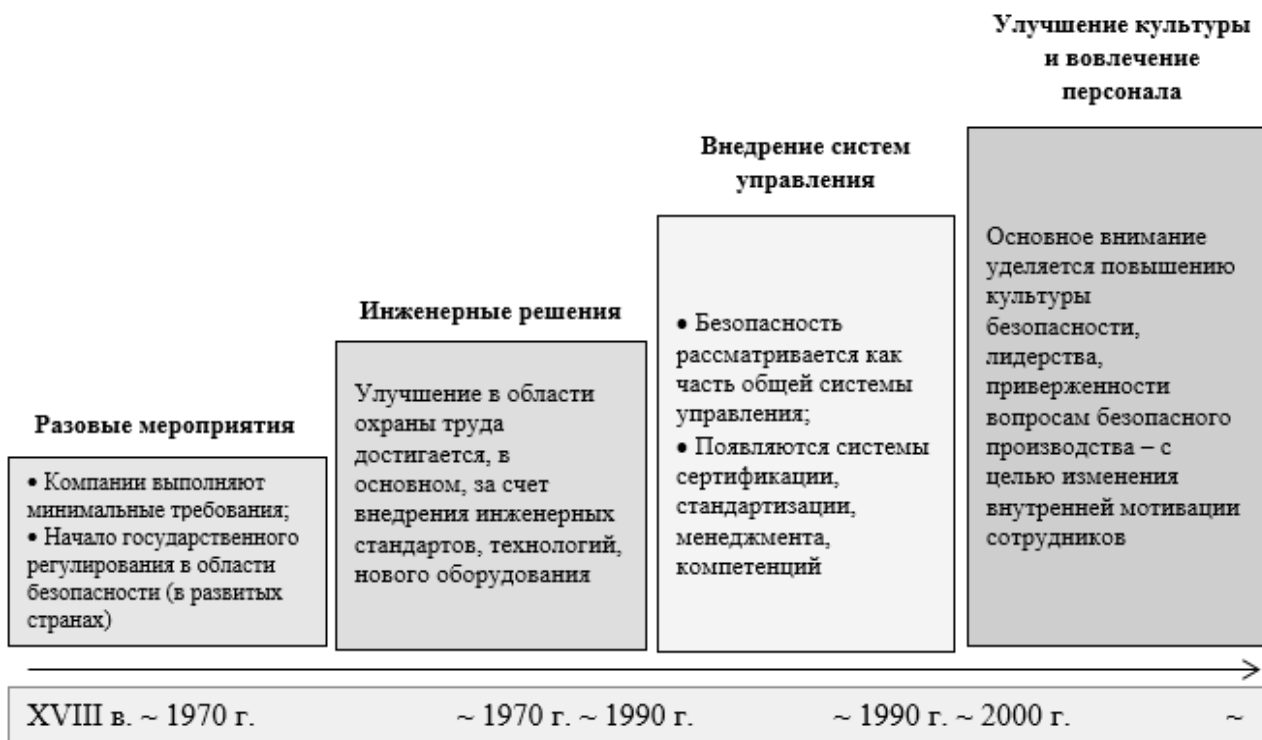 Разовые мероприятия
• Компании выполняют
минимальные требования;
• Начало государственного
регулирования в области
безопасности (в развитых
странах)
Инженерные решения
Улучшение в области
охраны труда
достигается, в
основном, за счет
внедрения инженерных
стандартов, технологий,
нового оборудования
Внедрение систем
управления
• Безопасность
рассматривается как
часть общей системы
управления;
• Появляются системы
сертификации,
стандартизации,
менеджмента,
компетенций
Улучшение культуры
и вовлечение
персонала
Основное внимание
уделяется повышению
культуры
безопасности,
лидерства,
приверженности
вопросам безопасного
производства – с
целью изменения
внутренней мотивации
сотрудников
XVIII в. ~ 1970 г. ~ 1970 г. ~ 1990 г. ~ 1990 г. ~ 2000 г. ~